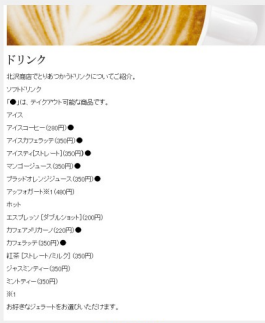 ドリンク
北沢商店でとりあつかうドリンクについてご紹介。
ソフトドリンク
「●」は、テイクアウト可能な商品です。
アイス
アイスコーヒー(280円)●
アイスカフェラッテ(350円)●
アイスティ[ストレート](350円)●
マンゴージュース(350円)●
ブラッドオレンジジュース(350円)●
アッフォガート※1(480円)
ホット
エスプレッソ [ダブルショット](200円)
カフェアメリカーノ(220円)●
カフェラッテ(350円)●
紅茶 [ストレート/ミルク] (350円)
ジャスミンティー(350円)
ミントティー(350円)
※1
お好きなジェラートをお選びいただけます。